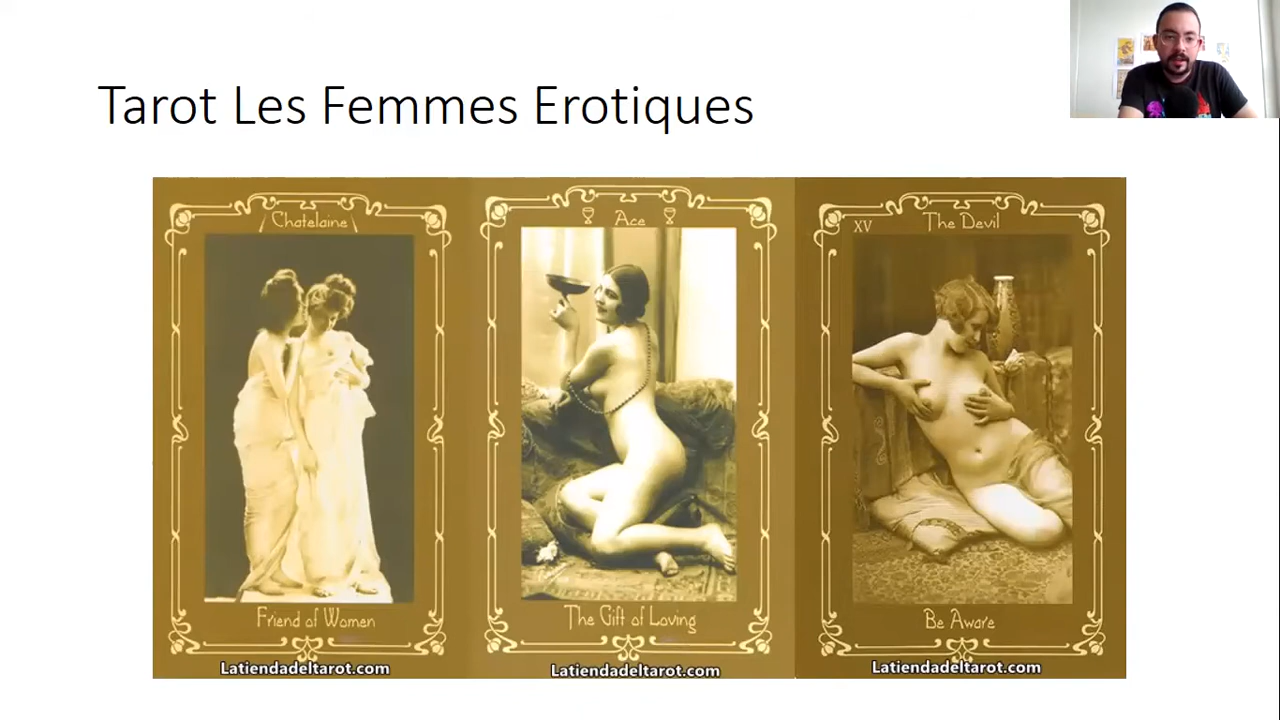 Tarot Les Femmes Erotiques
Chatelaine
Friend of Women
Latiendadeltarot.com
Ace
The Gift of Loving
Latiendadeltarot.com
XV The Devil
Be Aware
Latiendadeltarot.com